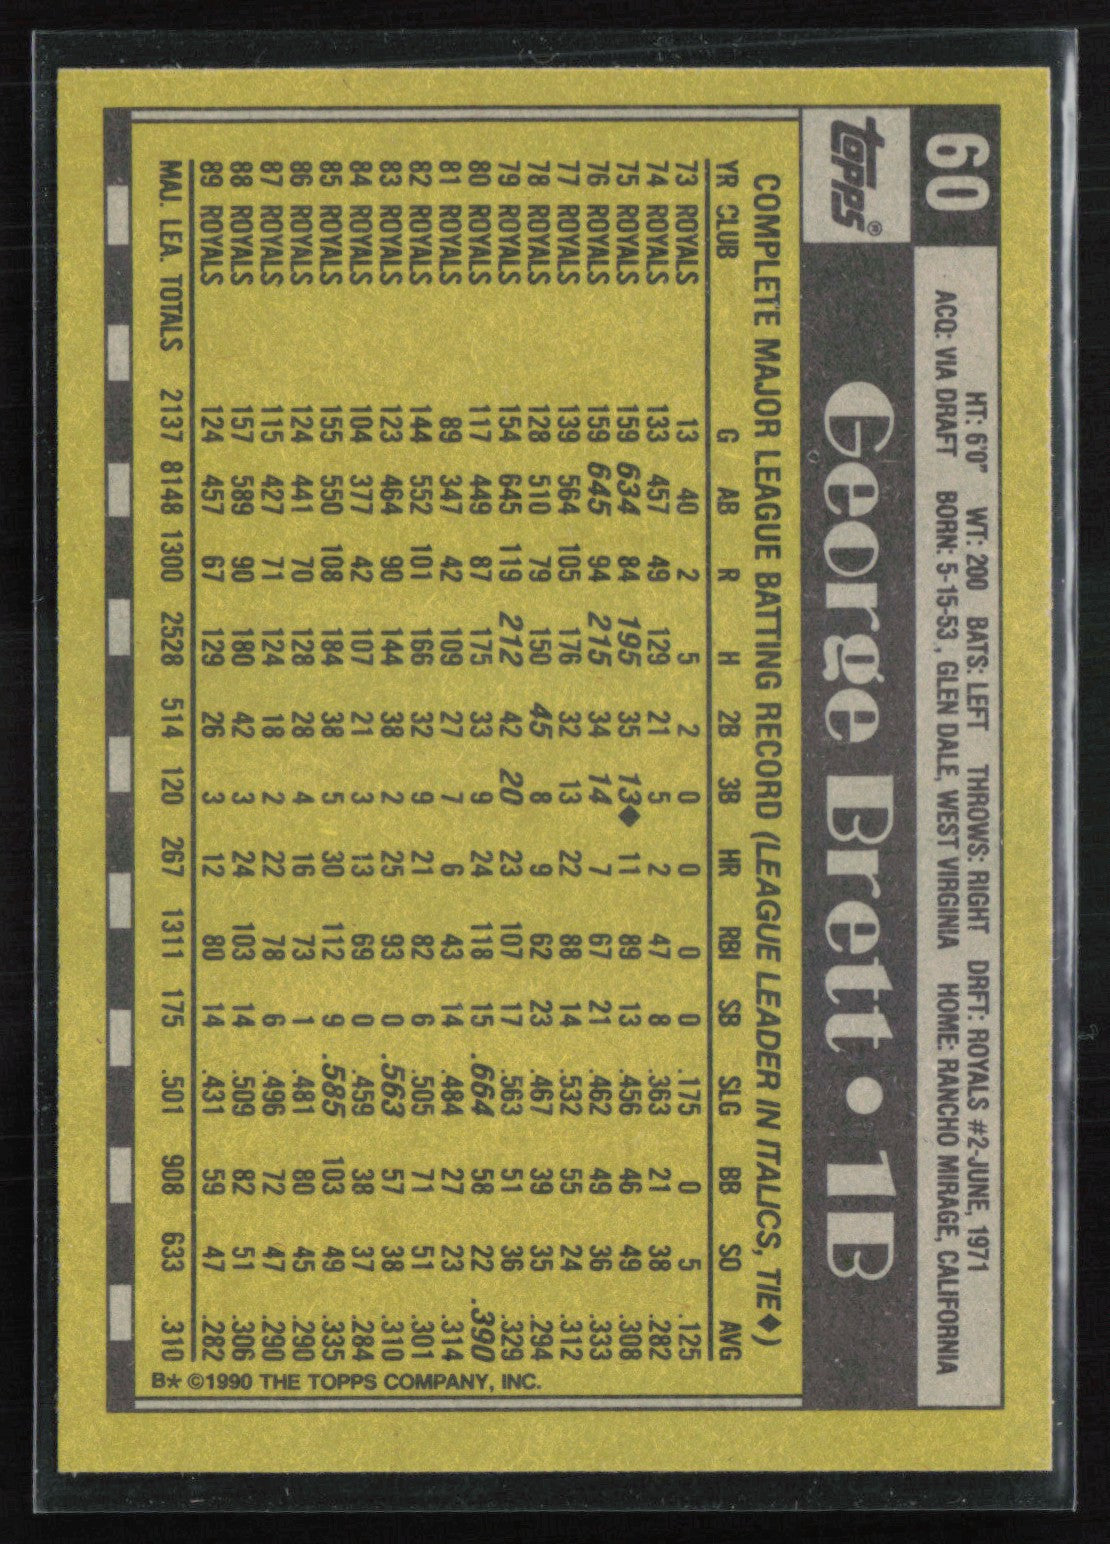 60
HT: 6'0" WT: 200 BATS: LEFT THROWS: RIGHT DRFT: ROYALS #2-JUNE, 1971
ACQ: VIA DRAFT BORN: 5-15-53, GLEN DALE, WEST VIRGINIA HOME: RANCHO MIRAGE, CALIFORNIA
topps®
George Brett • 1B
COMPLETE MAJOR LEAGUE BATTING RECORD (LEAGUE LEADER IN ITALICS, TIE◆)
YR CLUB G AB R H 2B 3B HR RBI SB SLG BB SO AVG
73 ROYALS 13 40 2 5 2 0 0 0 0 .175 0 5 .125
74 ROYALS 133 457 49 129 21 5 2 47 8 .363 21 38 .282
75 ROYALS 159 634 84 195 35 13◆ 11 89 13 .456 46 49 .308
76 ROYALS 159 645 94 215 34 14 7 67 21 .462 49 36 .333
77 ROYALS 139 564 105 176 32 13 22 88 14 .532 55 24 .312
78 ROYALS 128 510 79 150 45 8 9 62 23 .467 39 35 .294
79 ROYALS 154 645 119 212 42 20 23 107 17 .563 51 36 .329
80 ROYALS 117 449 87 175 33 9 24 118 15 .664 58 22 .390
81 ROYALS 89 347 42 109 27 7 6 43 14 .484 27 23 .314
82 ROYALS 144 552 101 166 32 9 21 82 6 .505 71 51 .301
83 ROYALS 123 464 90 144 38 2 25 93 0 .563 57 38 .310
84 ROYALS 104 377 42 107 21 3 13 69 0 .459 38 37 .284
85 ROYALS 155 550 108 184 38 5 30 112 9 .585 103 49 .335
86 ROYALS 124 441 70 128 28 4 16 73 1 .481 80 45 .290
87 ROYALS 115 427 71 124 18 2 22 78 6 .496 72 47 .290
88 ROYALS 157 589 90 180 42 3 24 103 14 .509 82 51 .306
89 ROYALS 124 457 67 129 26 3 12 80 14 .431 59 47 .282
MAJ. LEA. TOTALS 2137 8148 1300 2528 514 120 267 1311 175 .501 908 633 .310
B* ©1990 THE TOPPS COMPANY, INC.